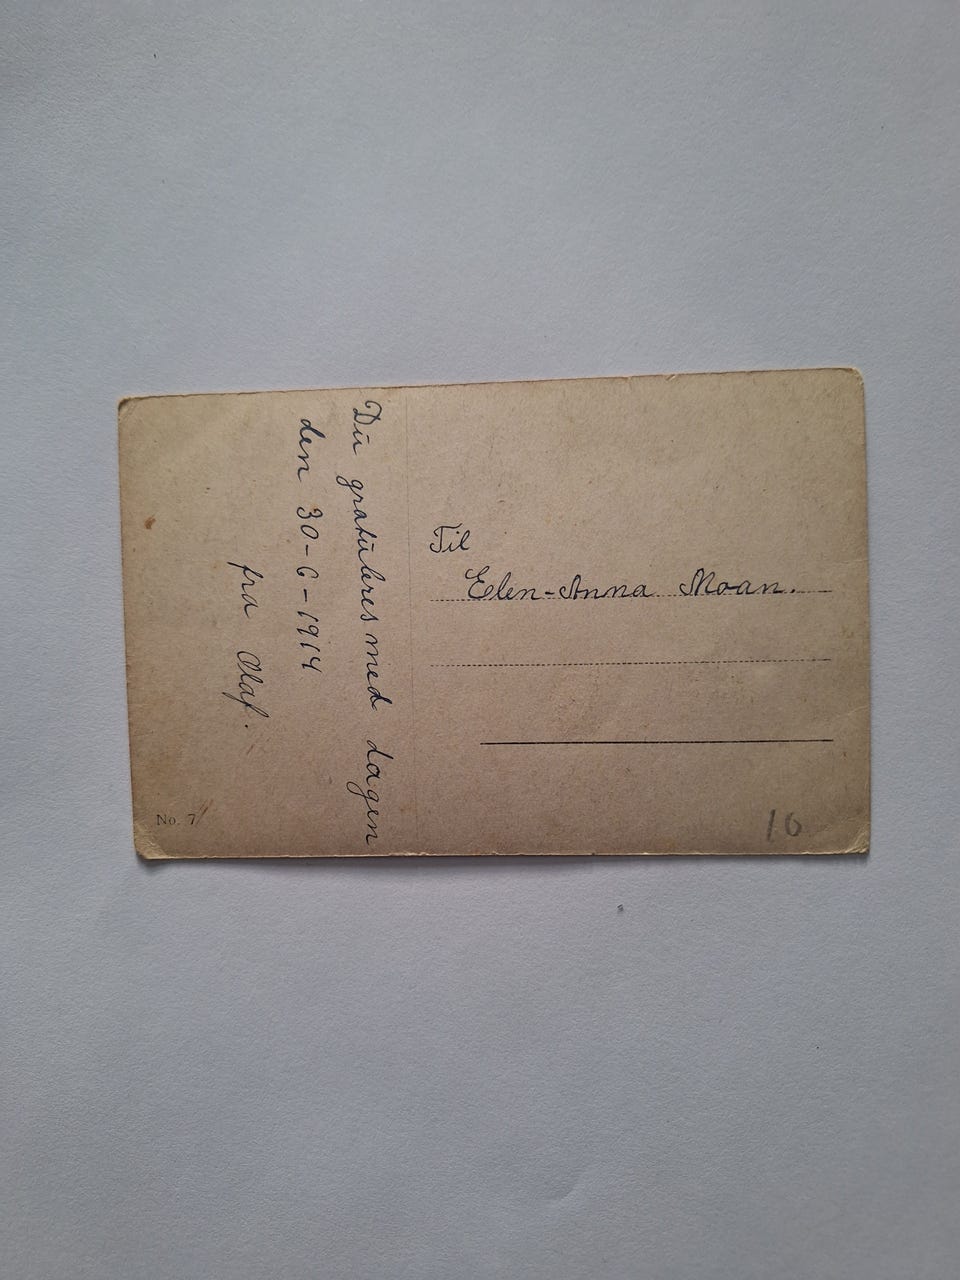 Du gratuleres med dagen
den 30-6-1914
fra Olaf.
Til
Elen-Anna Moan.
No. 7
16